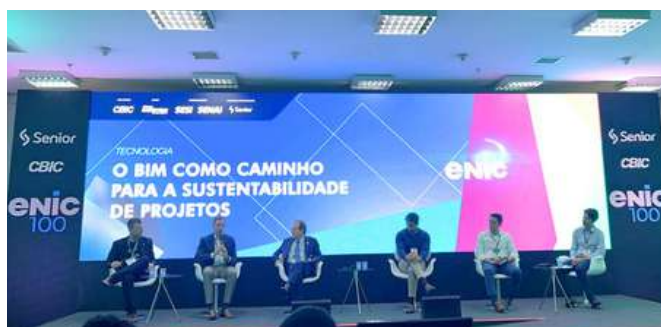 CBIC
SESI SENAI
Senior
TECNOLOGIA
O BIM COMO CAMINHO
PARA A SUSTENTABILIDADE
DE PROJETOS
enic
Senior
CBIC
enic
100
Senior
CBIC
enic
100